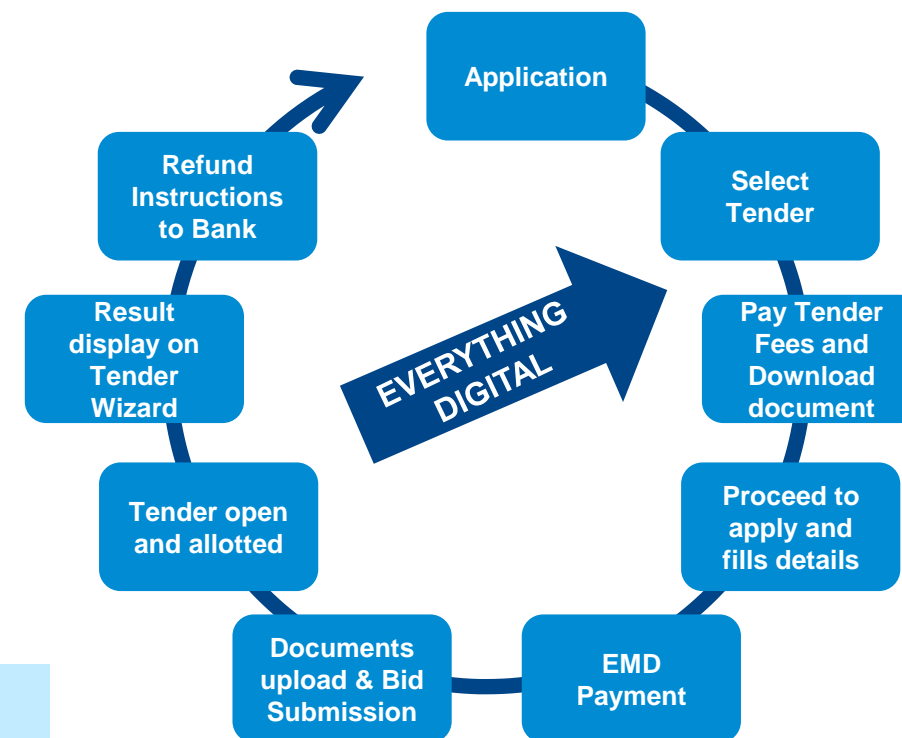 Application
Select
Tender
Pay Tender
Fees and
Download
document
Proceed to
apply and
fills details
EMD
Payment
Documents
upload & Bid
Submission
Tender open
and allotted
Result
display on
Tender
Wizard
Refund
Instructions
to Bank
EVERYTHING
DIGITAL